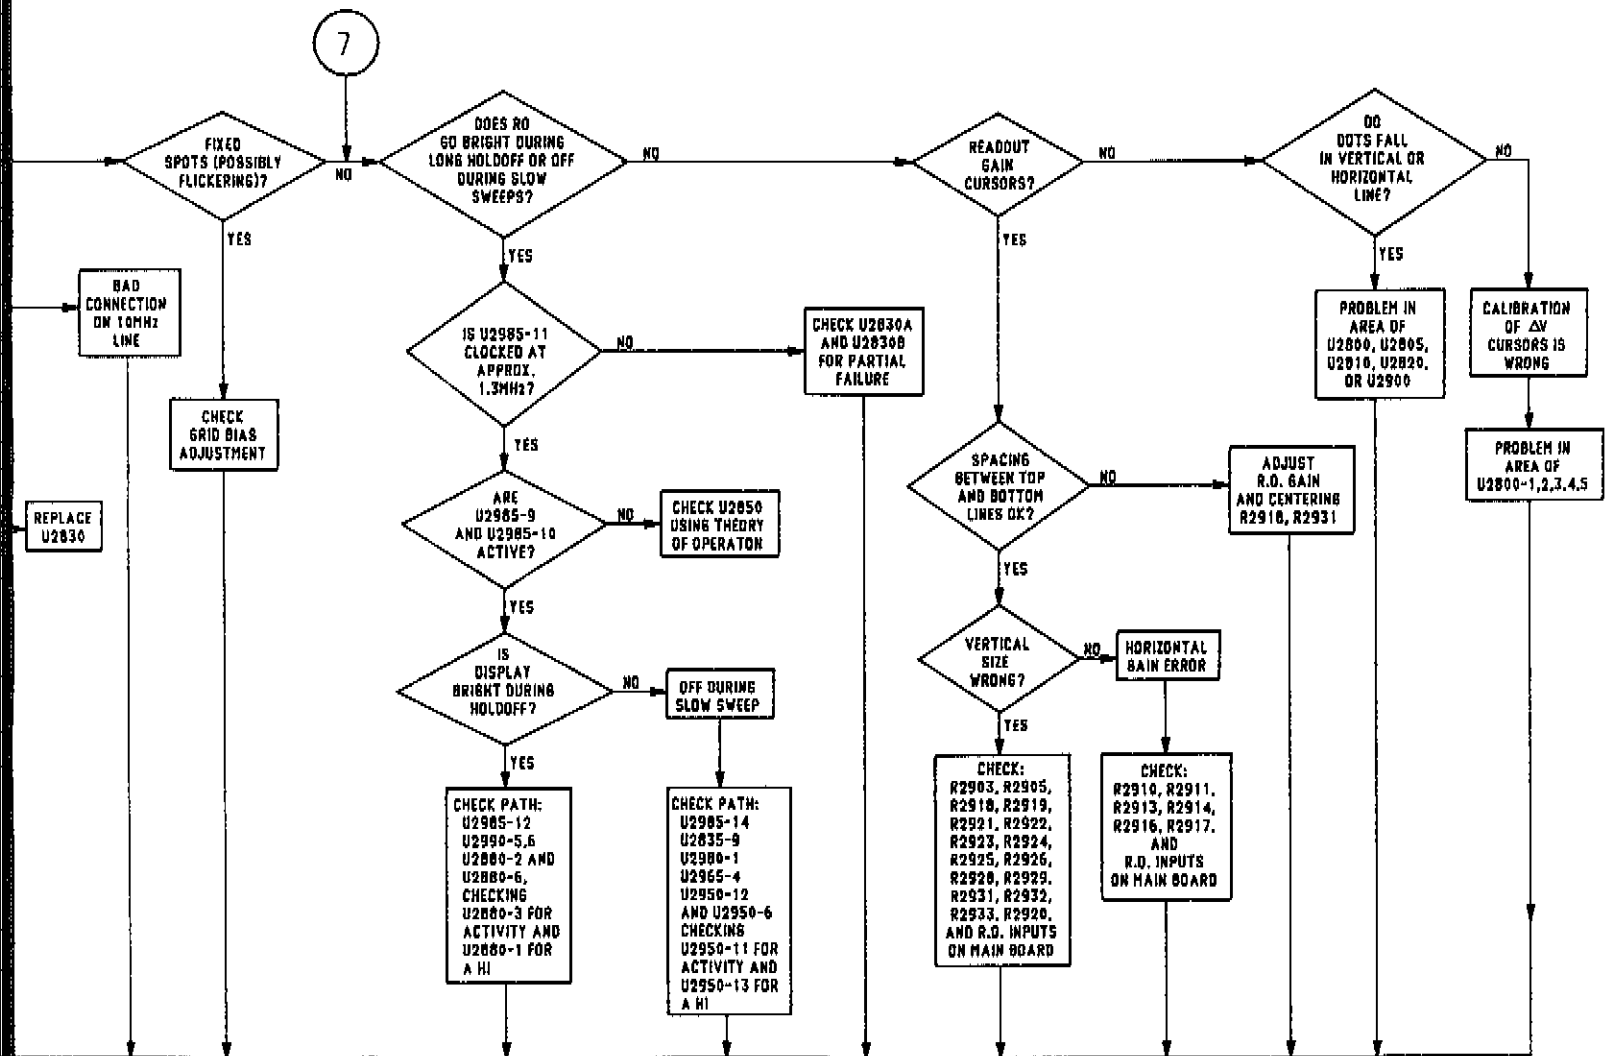 7
FIXED
SPOTS (POSSIBLY
FLICKERING)?
NO
YES
DOES RO
GO BRIGHT DURING
LONG HOLDOFF OR OFF
DURING SLOW
SWEEPS?
NO
YES
READOUT
GAIN
CURSORS?
NO
YES
DO
DOTS FALL
IN VERTICAL OR
HORIZONTAL
LINE?
NO
YES
BAD
CONNECTION
ON 10MHz
LINE
CHECK
GRID BIAS
ADJUSTMENT
REPLACE
U2830
IS U2985-11
CLOCKED AT
APPROX.
1.3MHz?
NO
YES
CHECK U2830A
AND U2830B
FOR PARTIAL
FAILURE
PROBLEM IN
AREA OF
U2800, U2805,
U2810, U2820,
OR U2900
CALIBRATION
OF ΔV
CURSORS IS
WRONG
PROBLEM IN
AREA OF
U2800-1,2,3,4,5
ARE
U2985-9
AND U2985-10
ACTIVE?
NO
YES
CHECK U2850
USING THEORY
OF OPERATON
SPACING
BETWEEN TOP
AND BOTTOM
LINES OK?
NO
YES
ADJUST
R.O. GAIN
AND CENTERING
R2918, R2931
IS
DISPLAY
BRIGHT DURING
HOLDOFF?
NO
YES
OFF DURING
SLOW SWEEP
VERTICAL
SIZE
WRONG?
NO
YES
HORIZONTAL
GAIN ERROR
CHECK PATH:
U2985-12
U2990-5,6
U2880-2 AND
U2880-6,
CHECKING
U2880-3 FOR
ACTIVITY AND
U2880-1 FOR
A HI
CHECK PATH:
U2985-14
U2835-9
U2980-1
U2965-4
U2950-12
AND U2950-6
CHECKING
U2950-11 FOR
ACTIVITY AND
U2950-13 FOR
A HI
CHECK:
R2903, R2905,
R2918, R2919,
R2921, R2922,
R2923, R2924,
R2925, R2926,
R2928, R2929,
R2931, R2932,
R2933, R2920,
AND R.O. INPUTS
ON MAIN BOARD
CHECK:
R2910, R2911,
R2913, R2914,
R2916, R2917,
AND
R.O. INPUTS
ON MAIN BOARD